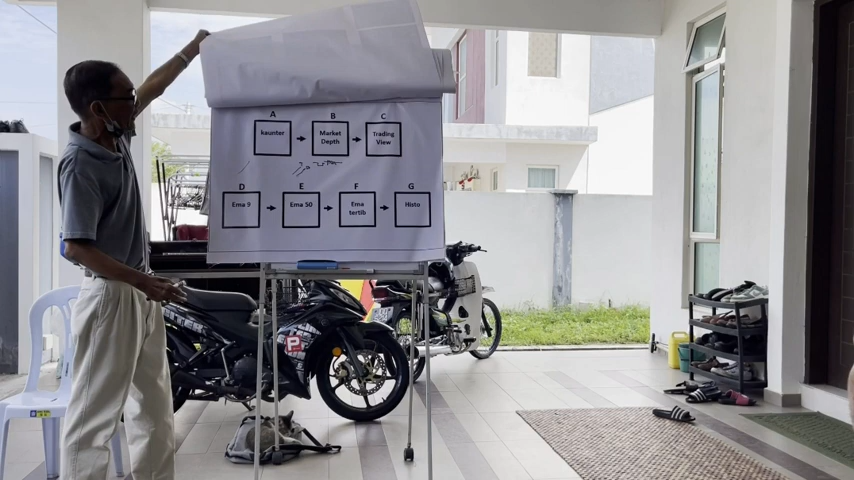 A B C
kaunter Market Depth Trading View
D E F G
Ema 9 Ema 50 Ema tertib Histo
P